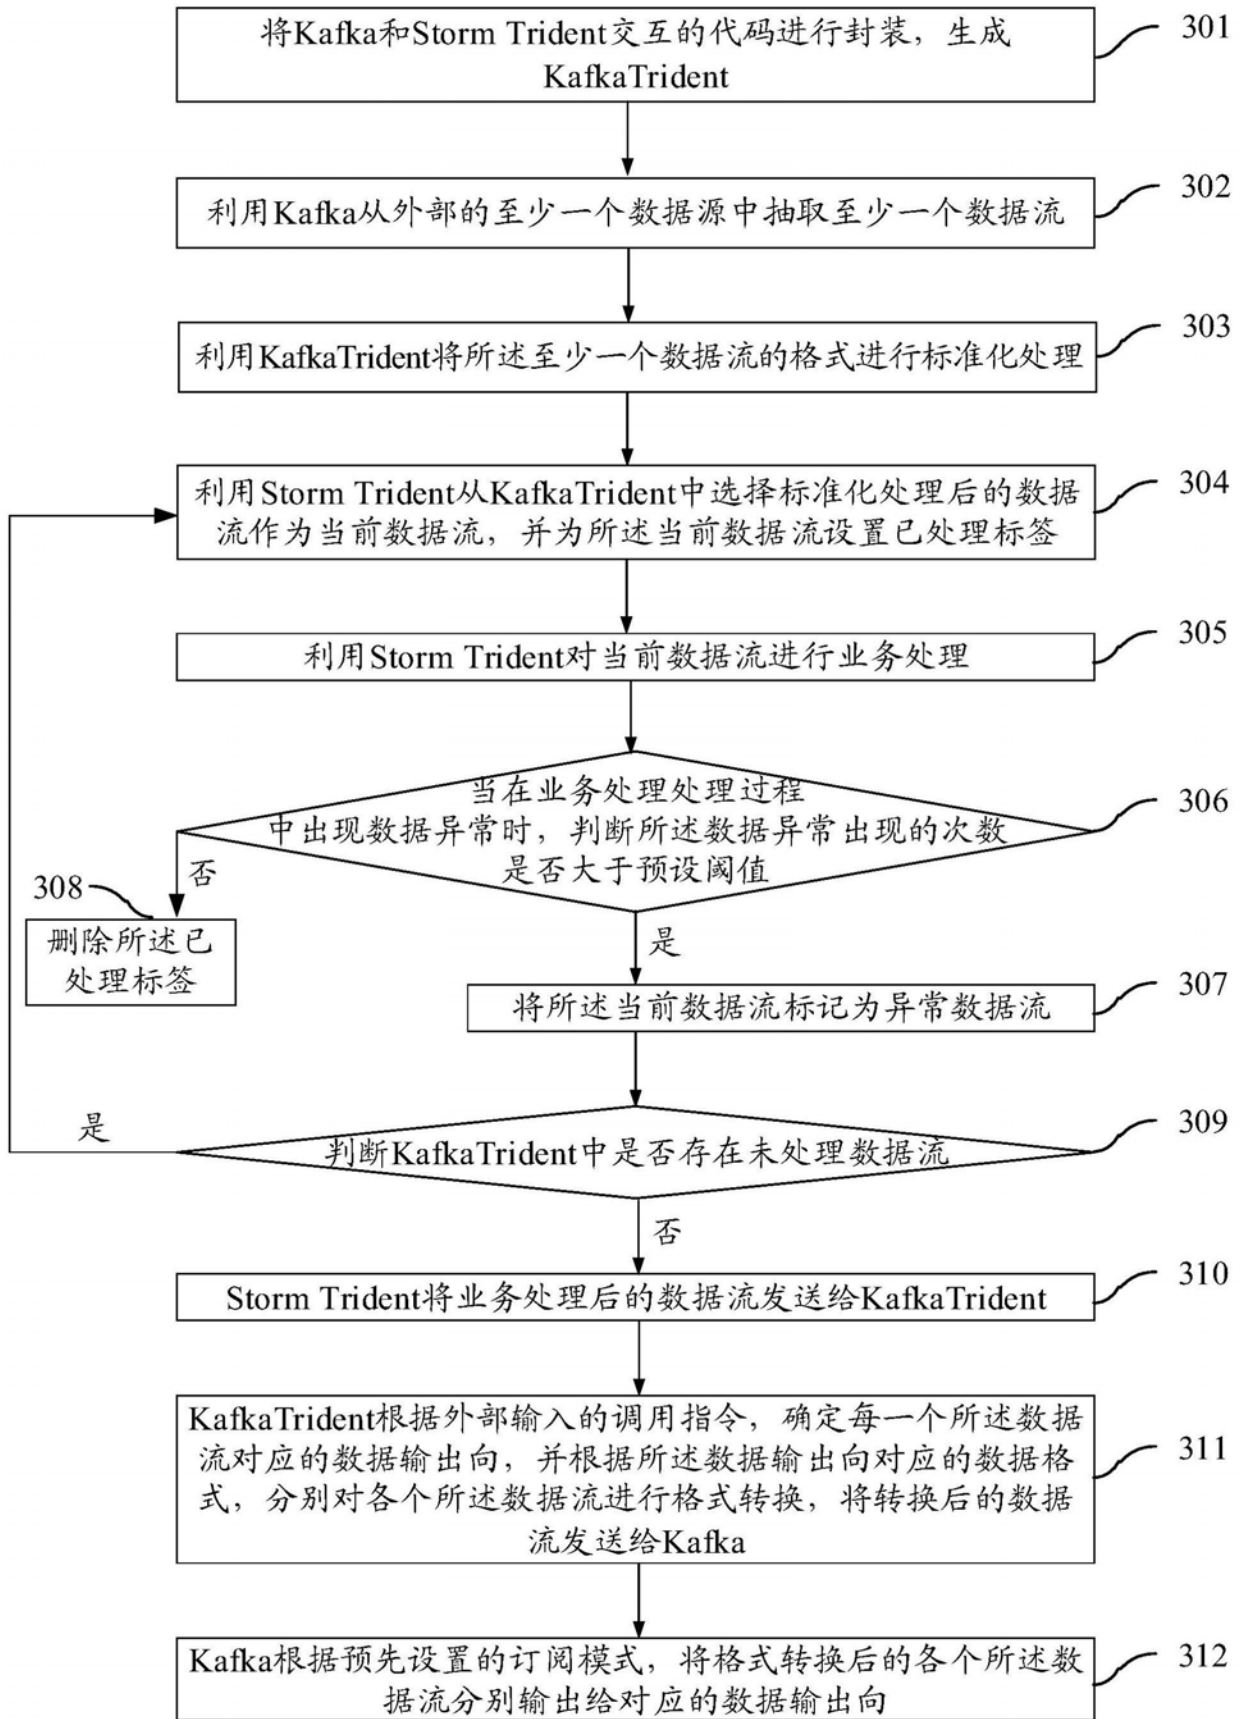 将Kafka和Storm Trident交互的代码进行封装，生成
KafkaTrident
301
利用Kafka从外部的至少一个数据源中抽取至少一个数据流
302
利用KafkaTrident将所述至少一个数据流的格式进行标准化处理
303
利用Storm Trident从KafkaTrident中选择标准化处理后的数据
流作为当前数据流，并为所述当前数据流设置已处理标签
304
利用Storm Trident对当前数据流进行业务处理
305
当在业务处理处理过程
中出现数据异常时，判断所述数据异常出现的次数
是否大于预设阈值
306
否
308
删除所述已
处理标签
是
将所述当前数据流标记为异常数据流
307
是
判断KafkaTrident中是否存在未处理数据流
309
否
Storm Trident将业务处理后的数据流发送给KafkaTrident
310
KafkaTrident根据外部输入的调用指令，确定每一个所述数据
流对应的数据输出向，并根据所述数据输出向对应的数据格
式，分别对各个所述数据流进行格式转换，将转换后的数据
流发送给Kafka
311
Kafka根据预先设置的订阅模式，将格式转换后的各个所述数
据流分别输出给对应的数据输出向
312